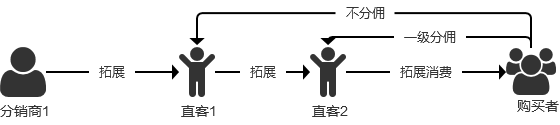 不分佣
一级分佣
拓展
拓展
拓展消费
分销商1
直客1
直客2
购买者